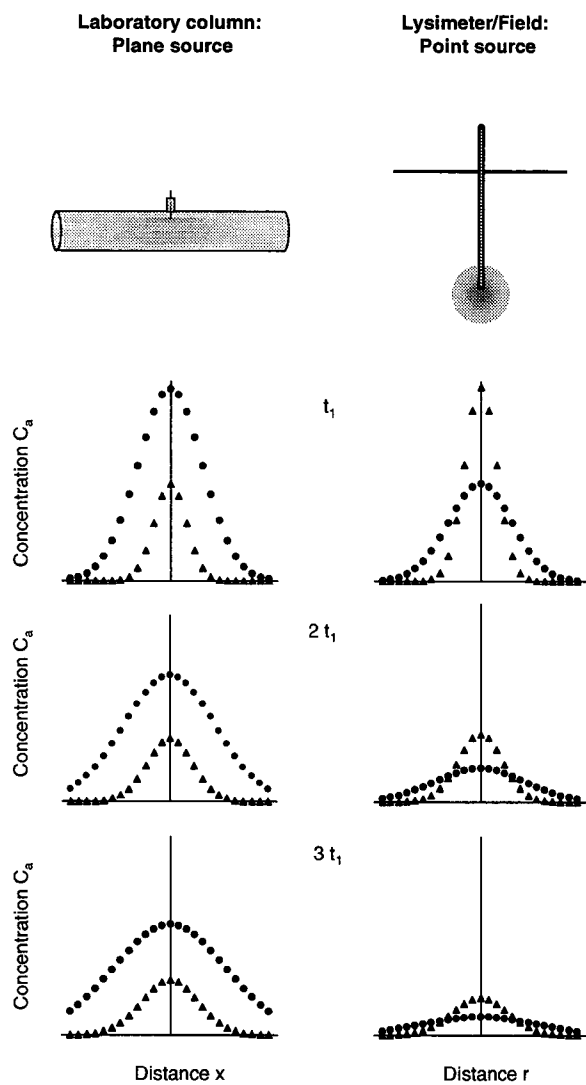 Laboratory column:
Plane source
Lysimeter/Field:
Point source
t₁
Concentration Cₐ
2 t₁
Concentration Cₐ
3 t₁
Concentration Cₐ
Distance x
Distance r